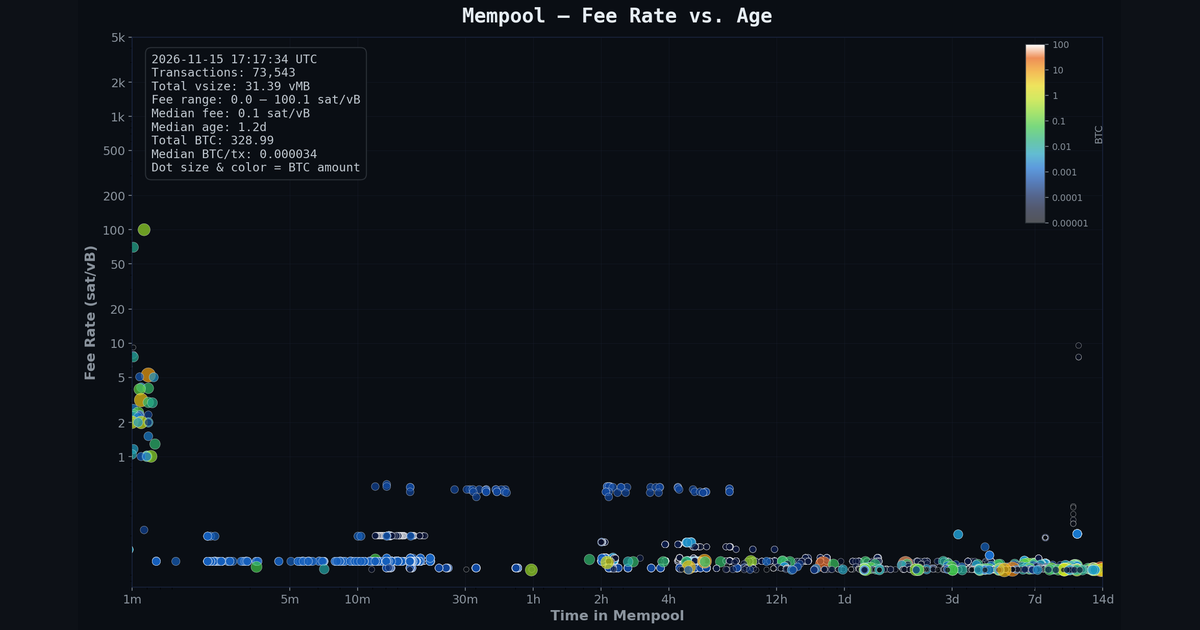 Mempool — Fee Rate vs. Age
2026-11-15 17:17:34 UTC
Transactions: 73,543
Total vsize: 31.39 vMB
Fee range: 0.0 – 100.1 sat/vB
Median fee: 0.1 sat/vB
Median age: 1.2d
Total BTC: 328.99
Median BTC/tx: 0.000034
Dot size & color = BTC amount
100
10
1
0.1
0.01
0.001
0.0001
0.00001
BTC
Fee Rate (sat/vB)
5k
2k
1k
500
200
100
50
20
10
5
2
1
1m
5m
10m
30m
1h
2h
4h
12h
1d
3d
7d
14d
Time in Mempool